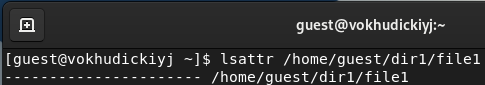 guest@vokhudickiyj:~
[guest@vokhudickiyj ~]$ lsattr /home/guest/dir1/file1
---------------------- /home/guest/dir1/file1